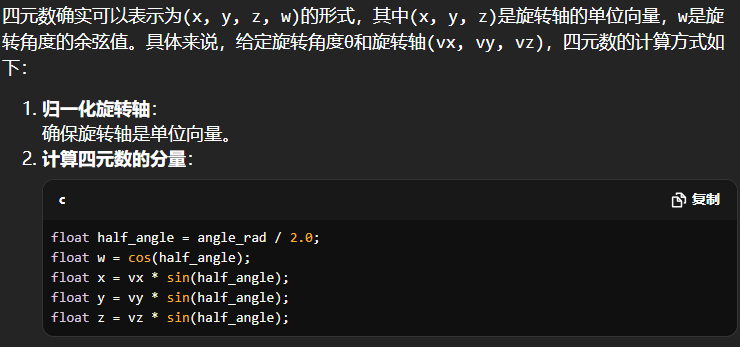 四元数确实可以表示为(x, y, z, w)的形式，其中(x, y, z)是旋转轴的单位向量，w是旋
转角度的余弦值。具体来说，给定旋转角度θ和旋转轴(vx, vy, vz)，四元数的计算方式如
下：
1. 归一化旋转轴：
确保旋转轴是单位向量。
2. 计算四元数的分量：
c 复制
float half_angle = angle_rad / 2.0;
float w = cos(half_angle);
float x = vx * sin(half_angle);
float y = vy * sin(half_angle);
float z = vz * sin(half_angle);